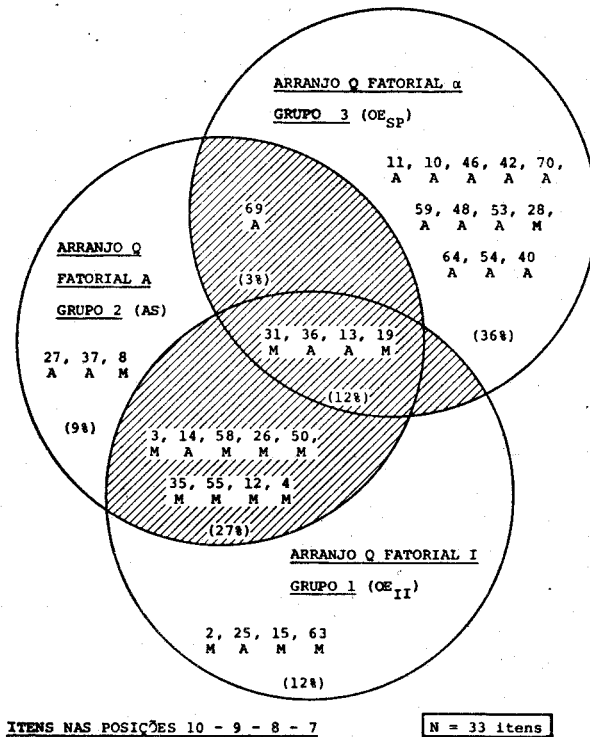 ARRANJO Q FATORIAL α
GRUPO 3 (OE_SP)
11, 10, 46, 42, 70,
A A A A A
59, 48, 53, 28,
A A A M
64, 54, 40
A A A
(36%)
69
A
(3%)
ARRANJO Q
FATORIAL A
GRUPO 2 (AS)
27, 37, 8
A A M
(9%)
31, 36, 13, 19
M A A M
(12%)
3, 14, 58, 26, 50,
M A M M M
35, 55, 12, 4
M M M M
(27%)
ARRANJO Q FATORIAL I
GRUPO 1 (OE_II)
2, 25, 15, 63
M A M M
(12%)
ITENS NAS POSIÇÕES 10 - 9 - 8 - 7
N = 33 itens